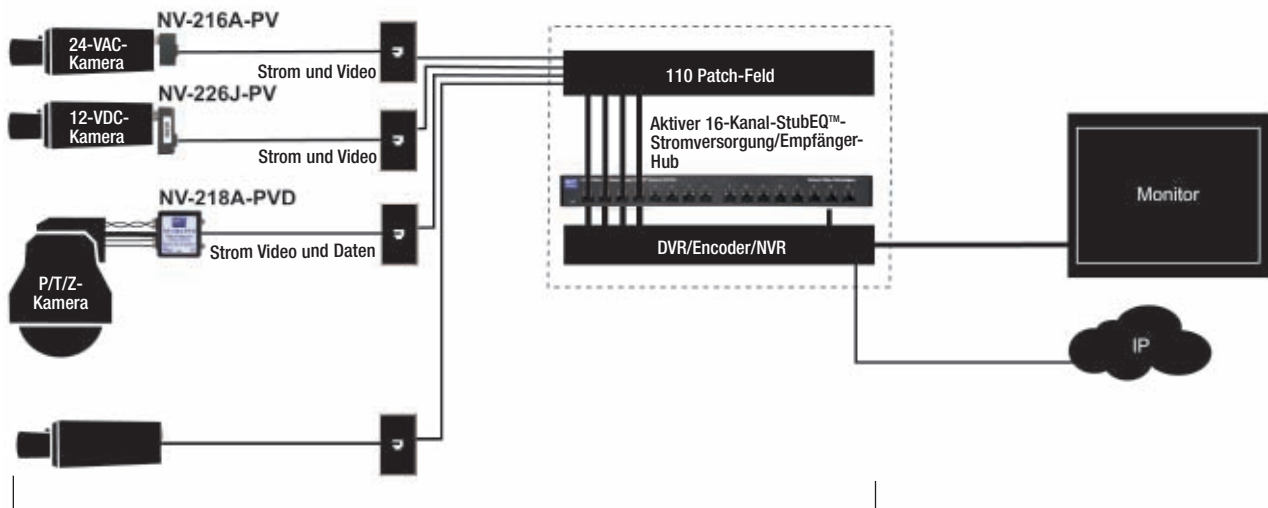 NV-216A-PV
24-VAC-
Kamera
Strom und Video
NV-226J-PV
12-VDC-
Kamera
Strom und Video
NV-218A-PVD
Strom Video und Daten
P/T/Z-
Kamera
110 Patch-Feld
Aktiver 16-Kanal-StubEQ™-
Stromversorgung/Empfänger-
Hub
DVR/Encoder/NVR
Monitor
IP